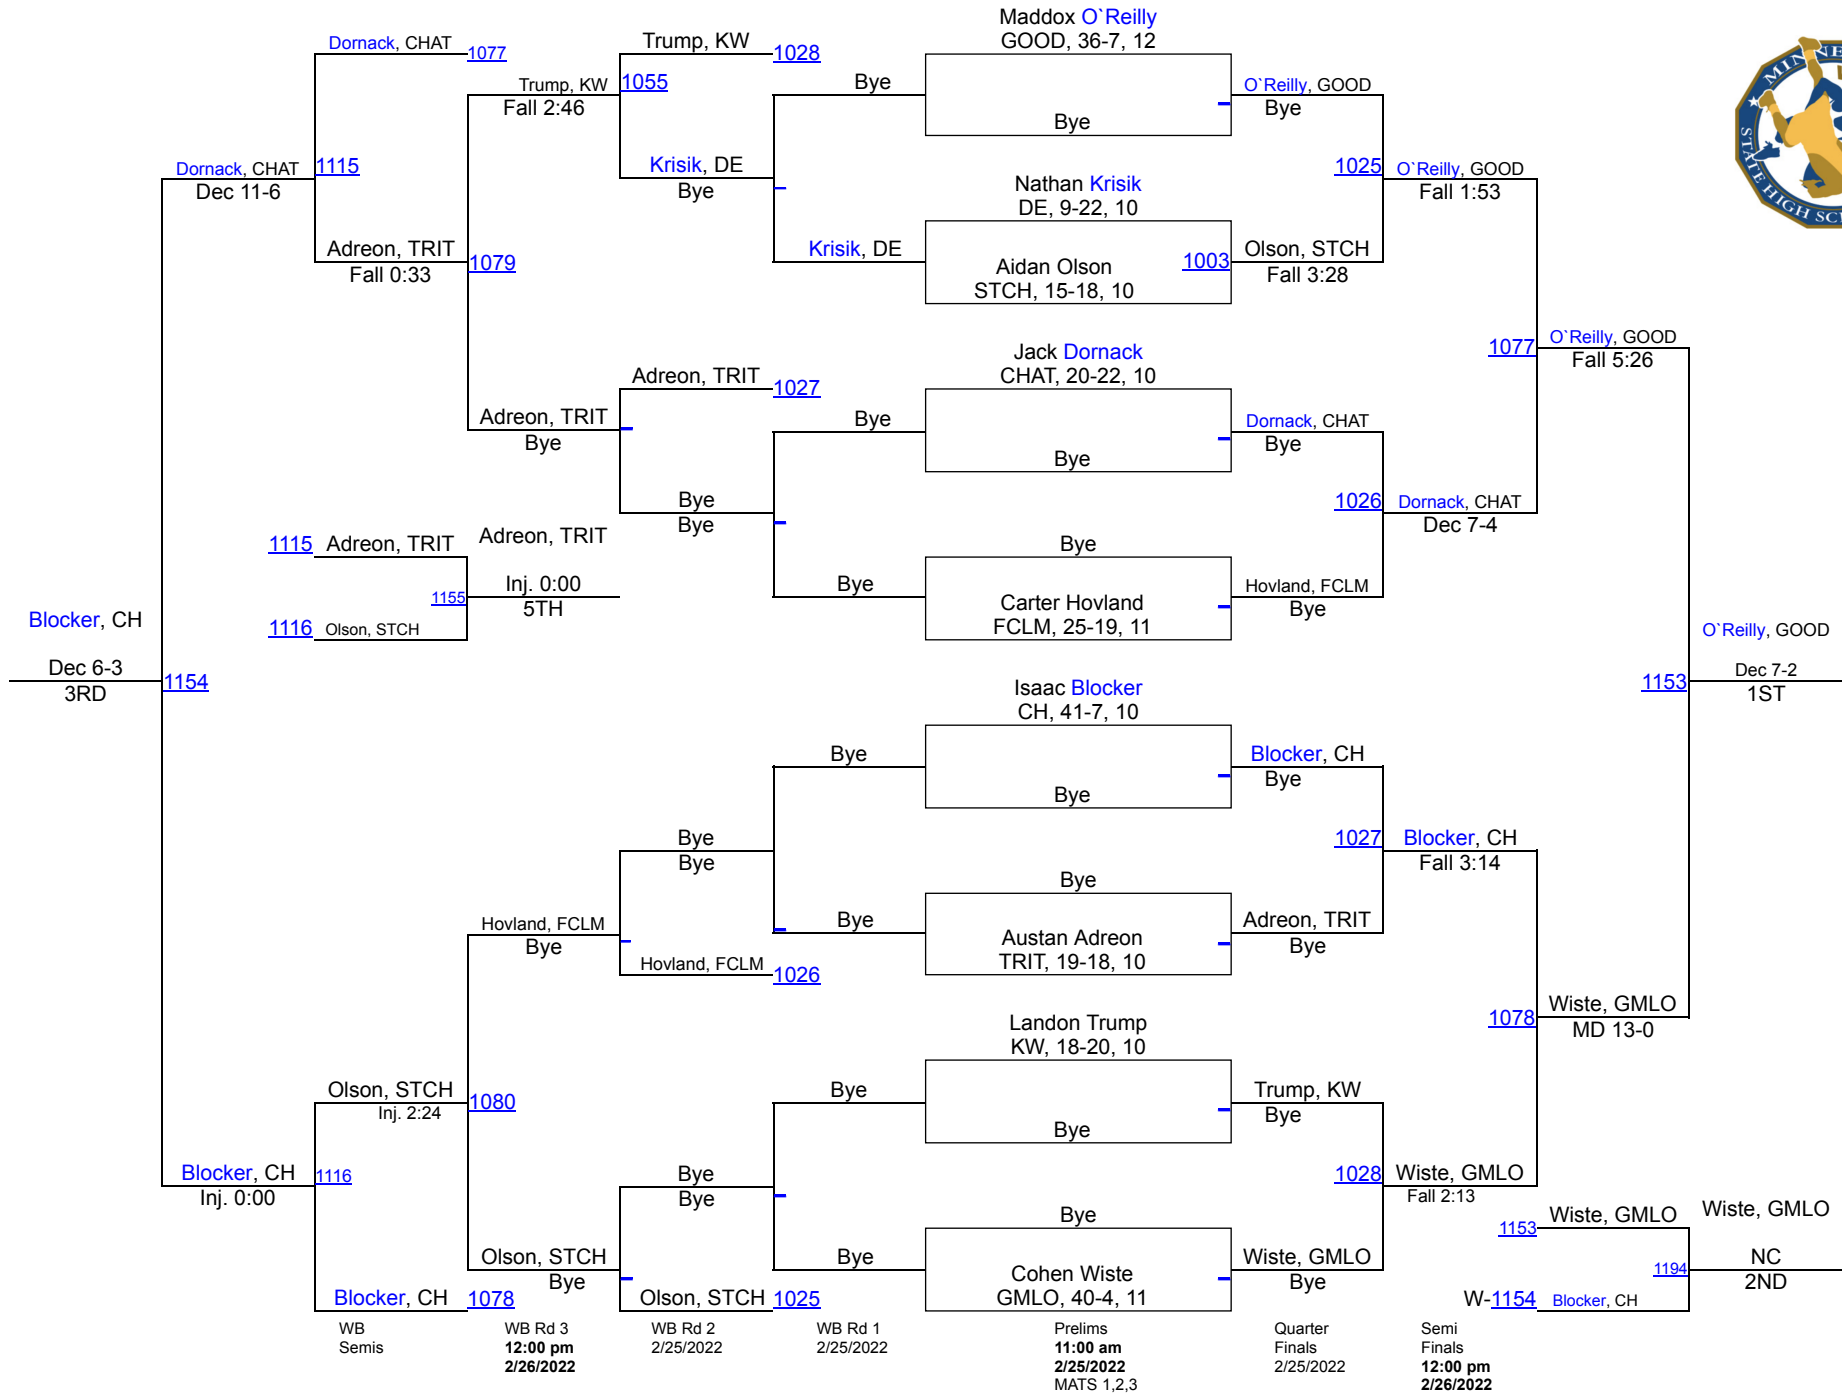 Maddox O`Reilly
GOOD, 36-7, 12
Bye
Nathan Krisik
DE, 9-22, 10
Aidan Olson
STCH, 15-18, 10
1003
Jack Dornack
CHAT, 20-22, 10
Bye
Bye
Carter Hovland
FCLM, 25-19, 11
Isaac Blocker
CH, 41-7, 10
Bye
Bye
Austan Adreon
TRIT, 19-18, 10
Landon Trump
KW, 18-20, 10
Bye
Bye
Cohen Wiste
GMLO, 40-4, 11
O`Reilly, GOOD
Bye
1025
Olson, STCH
Fall 3:28
Dornack, CHAT
Bye
1026
Hovland, FCLM
Bye
Blocker, CH
Bye
1027
Adreon, TRIT
Bye
Trump, KW
Bye
1028
Wiste, GMLO
Bye
O`Reilly, GOOD
Fall 1:53
1077
Dornack, CHAT
Dec 7-4
Blocker, CH
Fall 3:14
1078
Wiste, GMLO
Fall 2:13
O`Reilly, GOOD
Fall 5:26
1153
Wiste, GMLO
MD 13-0
O`Reilly, GOOD
Dec 7-2
1ST
1153 Wiste, GMLO
W-1154 Blocker, CH
1194
Wiste, GMLO
NC
2ND
Bye
Krisik, DE
Bye
Bye
Bye
Bye
Bye
Bye
Trump, KW 1028
1055
Krisik, DE
Bye
Adreon, TRIT 1027
Bye
Bye
Bye
Bye
Hovland, FCLM 1026
Bye
Bye
Olson, STCH 1025
Trump, KW
Fall 2:46
1079
Adreon, TRIT
Bye
Hovland, FCLM
Bye
1080
Olson, STCH
Bye
Dornack, CHAT 1077
1115
Adreon, TRIT
Fall 0:33
Olson, STCH
Inj. 2:24
1116
Blocker, CH 1078
Dornack, CHAT
Dec 11-6
1154
Blocker, CH
Inj. 0:00
Blocker, CH
Dec 6-3
3RD
1115 Adreon, TRIT
1116 Olson, STCH
1155
Adreon, TRIT
Inj. 0:00
5TH
WB
Semis
WB Rd 3
12:00 pm
2/26/2022
WB Rd 2
2/25/2022
WB Rd 1
2/25/2022
Prelims
11:00 am
2/25/2022
MATS 1,2,3
Quarter
Finals
2/25/2022
Semi
Finals
12:00 pm
2/26/2022
STATE HIGH